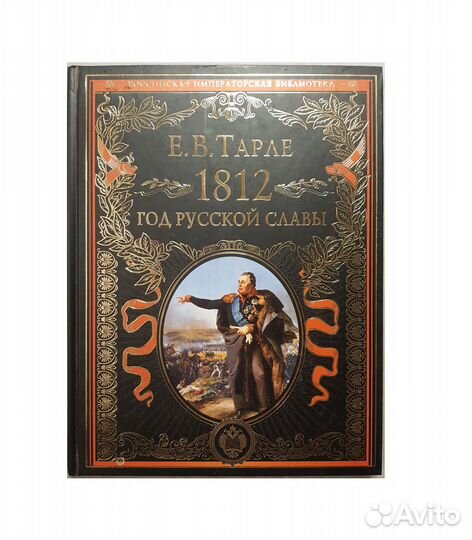 РОССИЙСКАЯ ИМПЕРАТОРСКАЯ БИБЛИОТЕКА
Е. В. ТАРЛЕ
1812
ГОД РУССКОЙ СЛАВЫ
Avito